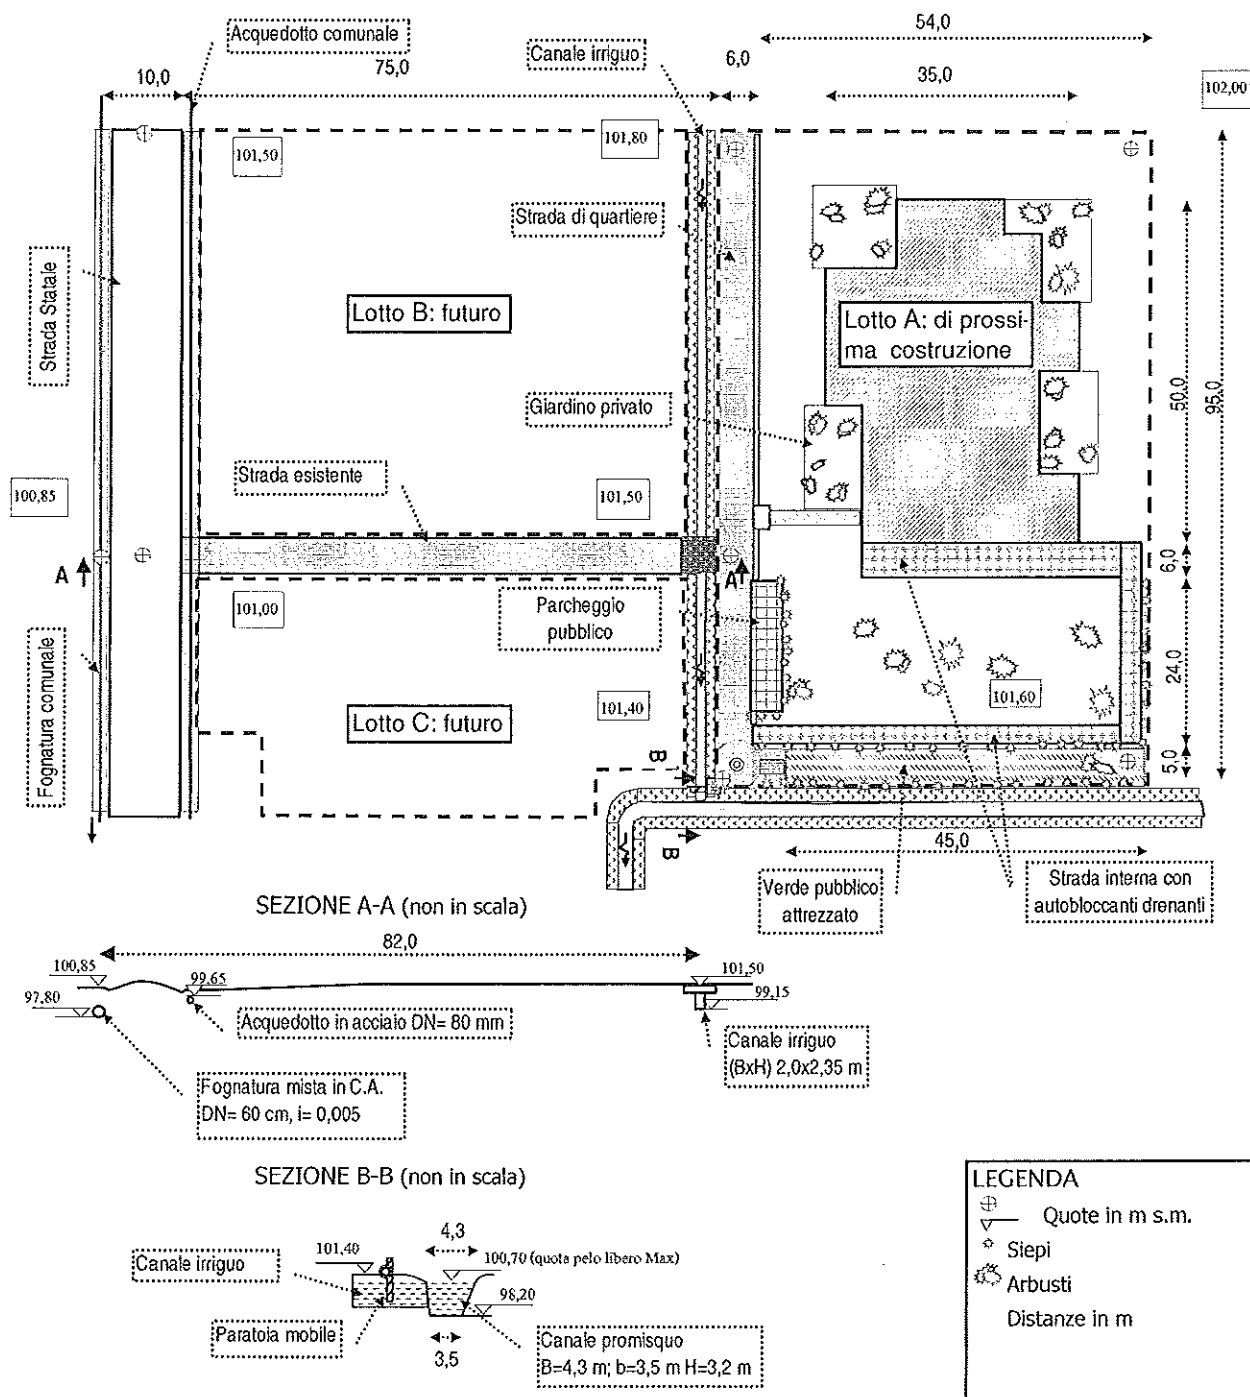 54,0
Acquedotto comunale
Canale irriguo
6,0
10,0
75,0
35,0
102,00
101,50
101,80
Strada di quartiere
Strada Statale
Lotto B: futuro
Lotto A: di prossi-
ma costruzione
Giardino privato
50,0
95,0
Strada esistente
100,85
101,50
A
A
6,0
101,00
Parcheggio
pubblico
24,0
Fognatura comunale
101,40
101,60
Lotto C: futuro
B
5,0
B
45,0
Verde pubblico
attrezzato
Strada interna con
autobloccanti drenanti
SEZIONE A-A (non in scala)
82,0
100,85
99,65
101,50
97,80
99,15
Acquedotto in acciaio DN= 80 mm
Canale irriguo
(BxH) 2,0x2,35 m
Fognatura mista in C.A.
DN= 60 cm, i= 0,005
SEZIONE B-B (non in scala)
4,3
101,40
100,70 (quota pelo libero Max)
Canale irriguo
98,20
Paratoia mobile
3,5
Canale promisquo
B=4,3 m; b=3,5 m H=3,2 m
LEGENDA
Quote in m s.m.
Siepi
Arbusti
Distanze in m